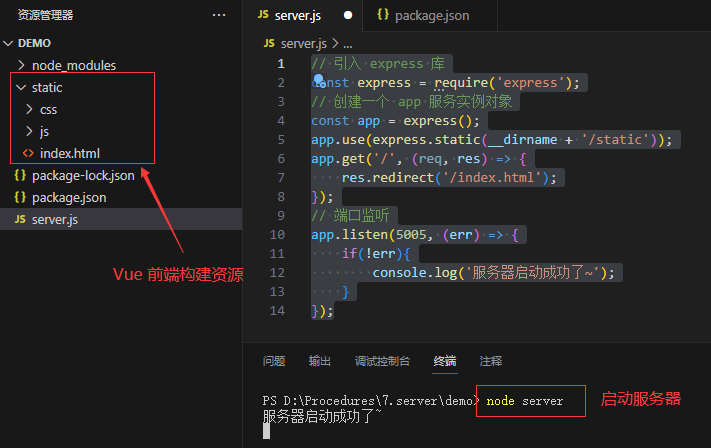 资源管理器 ...
DEMO
node_modules
static
css
js
<> index.html
{} package-lock.json
{} package.json
JS server.js
Vue 前端构建资源
JS server.js ●
{} package.json
JS server.js > ...
1 // 引入 express 库
2 const express = require('express');
3 // 创建一个 app 服务实例对象
4 const app = express();
5 app.use(express.static(__dirname + '/static'));
6 app.get('/', (req, res) => {
7 res.redirect('/index.html');
8 });
9 // 端口监听
10 app.listen(5005, (err) => {
11 if(!err){
12 console.log('服务器启动成功了~');
13 }
14 });
问题 输出 调试控制台 终端 注释
PS D:\Procedures\7.server\demo> node server
启动服务器
服务器启动成功了~